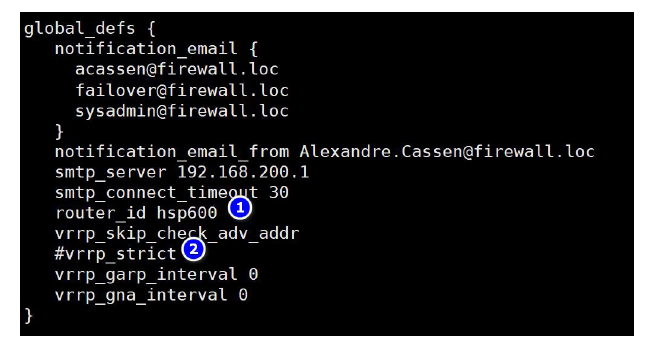 global_defs {
   notification_email {
     acassen@firewall.loc
     failover@firewall.loc
     sysadmin@firewall.loc
   }
   notification_email_from Alexandre.Cassen@firewall.loc
   smtp_server 192.168.200.1
   smtp_connect_timeout 30
   router_id hsp600 1
   vrrp_skip_check_adv_addr
   #vrrp_strict 2
   vrrp_garp_interval 0
   vrrp_gna_interval 0
}